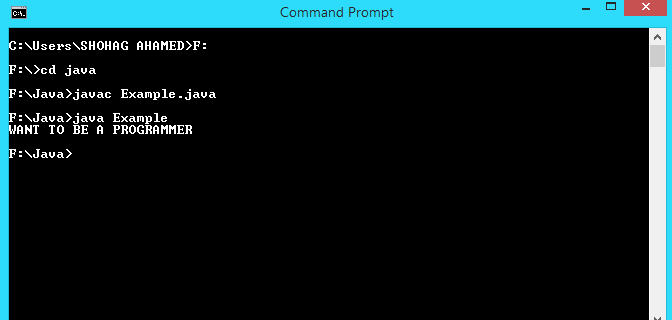 Command Prompt
C:\Users\SHOHAG AHAMED>F:
F:\>cd java
F:\Java>javac Example.java
F:\Java>java Example
WANT TO BE A PROGRAMMER
F:\Java>